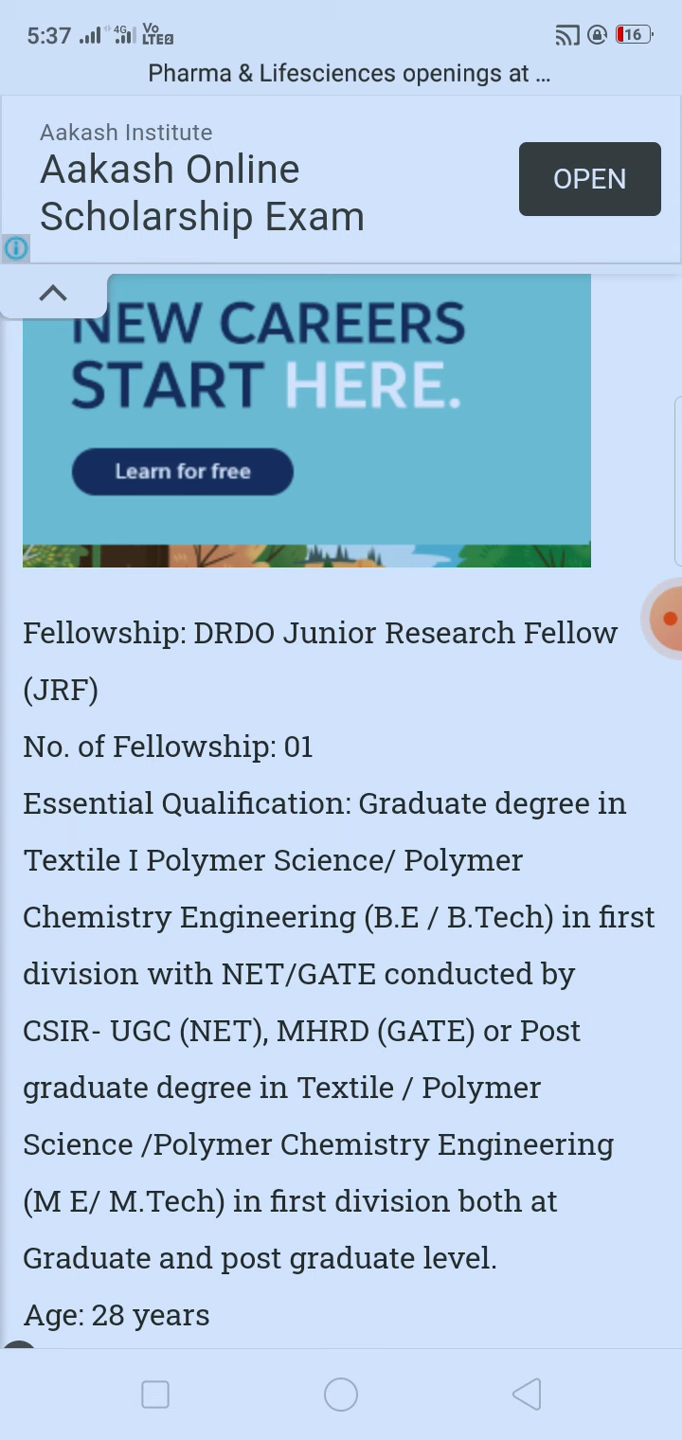 5:37 4G Vo LTE2 16
Pharma & Lifesciences openings at ...
Aakash Institute
Aakash Online
Scholarship Exam
OPEN
NEW CAREERS
START HERE.
Learn for free
Fellowship: DRDO Junior Research Fellow
(JRF)
No. of Fellowship: 01
Essential Qualification: Graduate degree in
Textile I Polymer Science/ Polymer
Chemistry Engineering (B.E / B.Tech) in first
division with NET/GATE conducted by
CSIR- UGC (NET), MHRD (GATE) or Post
graduate degree in Textile / Polymer
Science /Polymer Chemistry Engineering
(M E/ M.Tech) in first division both at
Graduate and post graduate level.
Age: 28 years